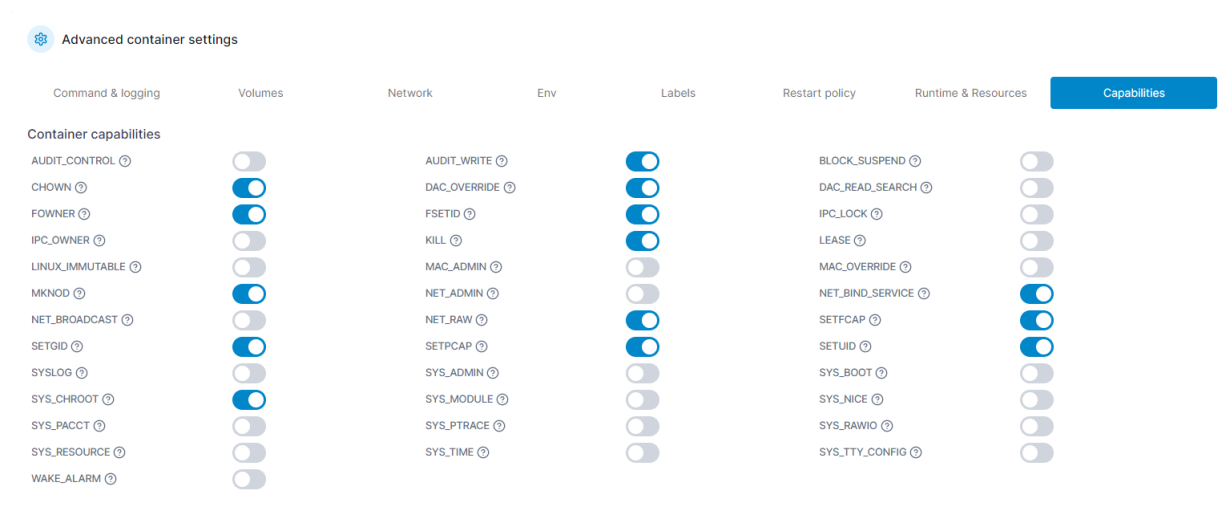 Advanced container settings
Command & logging Volumes Network Env Labels Restart policy Runtime & Resources Capabilities
Container capabilities
AUDIT_CONTROL AUDIT_WRITE BLOCK_SUSPEND
CHOWN DAC_OVERRIDE DAC_READ_SEARCH
FOWNER FSETID IPC_LOCK
IPC_OWNER KILL LEASE
LINUX_IMMUTABLE MAC_ADMIN MAC_OVERRIDE
MKNOD NET_ADMIN NET_BIND_SERVICE
NET_BROADCAST NET_RAW SETFCAP
SETGID SETPCAP SETUID
SYSLOG SYS_ADMIN SYS_BOOT
SYS_CHROOT SYS_MODULE SYS_NICE
SYS_PACCT SYS_PTRACE SYS_RAWIO
SYS_RESOURCE SYS_TIME SYS_TTY_CONFIG
WAKE_ALARM